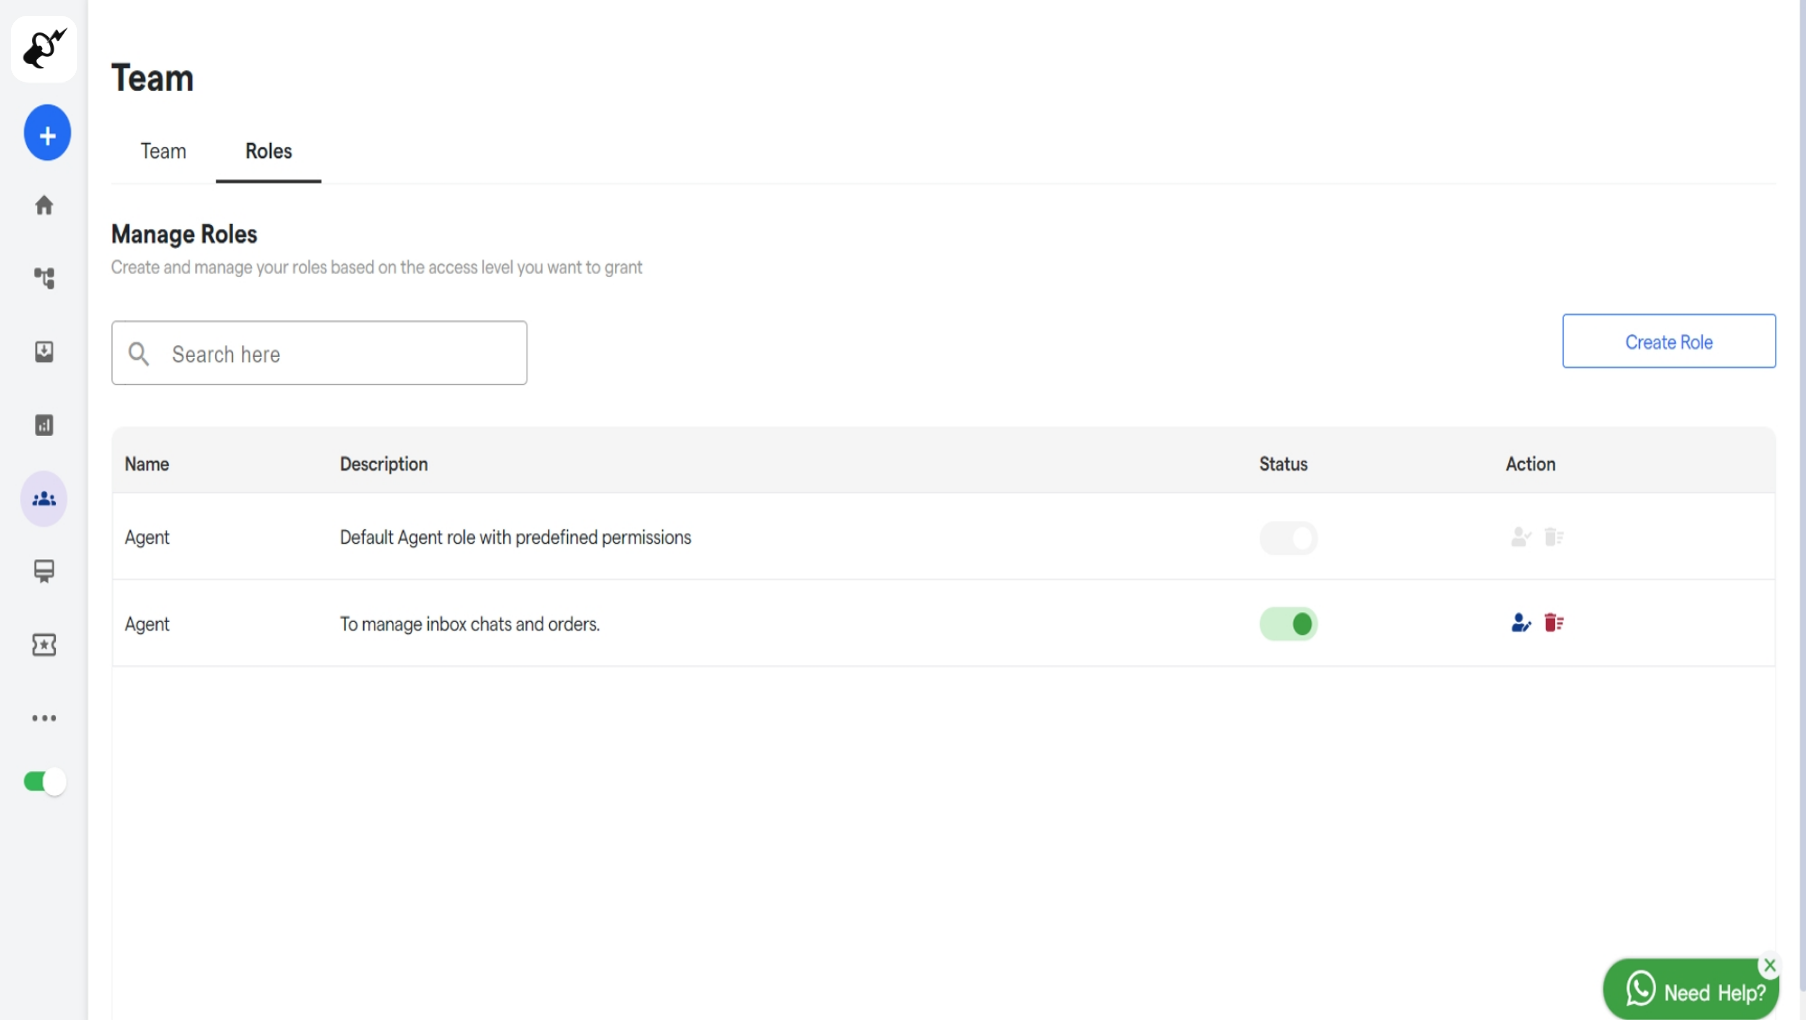 Team
Team Roles
Manage Roles
Create and manage your roles based on the access level you want to grant
Search here
Create Role
Name Description Status Action
Agent Default Agent role with predefined permissions
Agent To manage inbox chats and orders.
Need Help?